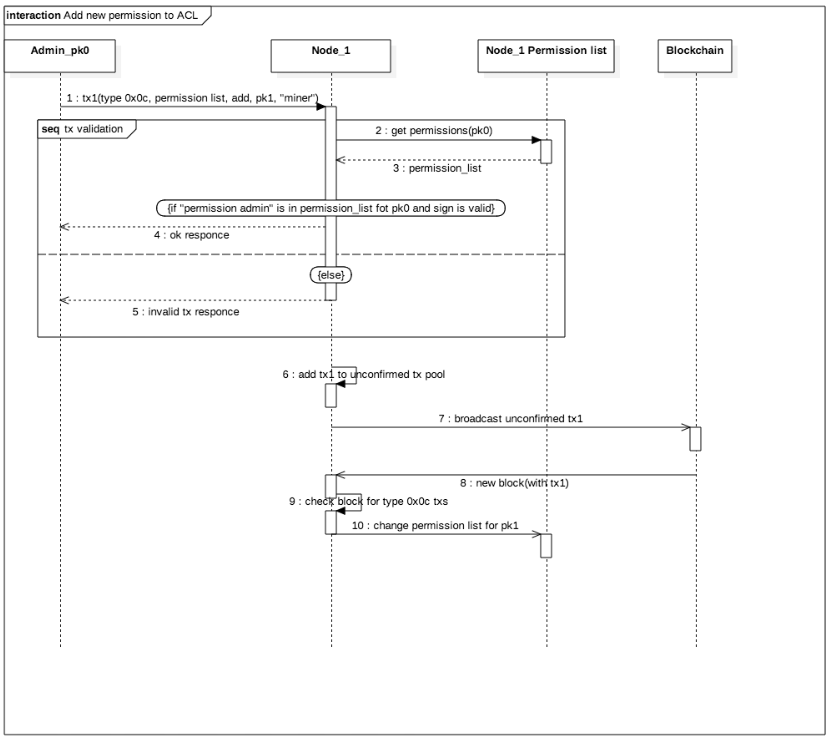 interaction Add new permission to ACL
Admin_pk0
Node_1
Node_1 Permission list
Blockchain
1 : tx1(type 0x0c, permission list, add, pk1, "miner")
seq tx validation
2 : get permissions(pk0)
3 : permission_list
{if "permission admin" is in permission_list fot pk0 and sign is valid}
4 : ok responce
{else}
5 : invalid tx responce
6 : add tx1 to unconfirmed tx pool
7 : broadcast unconfirmed tx1
8 : new block(with tx1)
9 : check block for type 0x0c txs
10 : change permission list for pk1